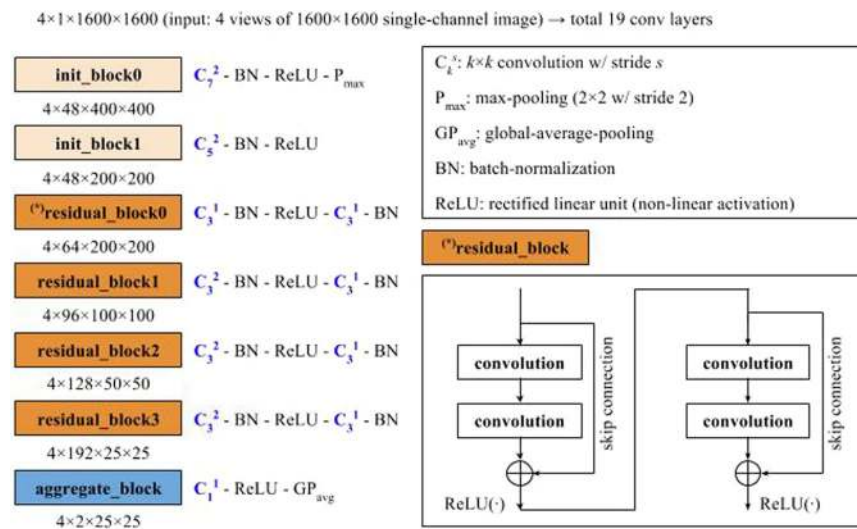 4×1×1600×1600 (input: 4 views of 1600×1600 single-channel image) → total 19 conv layers
init_block0
C₇² - BN - ReLU - Pmax
4×48×400×400
init_block1
C₅² - BN - ReLU
4×48×200×200
(*)residual_block0
C₃¹ - BN - ReLU - C₃¹ - BN
4×64×200×200
residual_block1
C₃² - BN - ReLU - C₃¹ - BN
4×96×100×100
residual_block2
C₃² - BN - ReLU - C₃¹ - BN
4×128×50×50
residual_block3
C₃² - BN - ReLU - C₃¹ - BN
4×192×25×25
aggregate_block
C₁¹ - ReLU - GPavg
4×2×25×25
Cₖˢ: k×k convolution w/ stride s
Pmax: max-pooling (2×2 w/ stride 2)
GPavg: global-average-pooling
BN: batch-normalization
ReLU: rectified linear unit (non-linear activation)
(*)residual_block
convolution
convolution
skip connection
ReLU(·)
convolution
convolution
skip connection
ReLU(·)